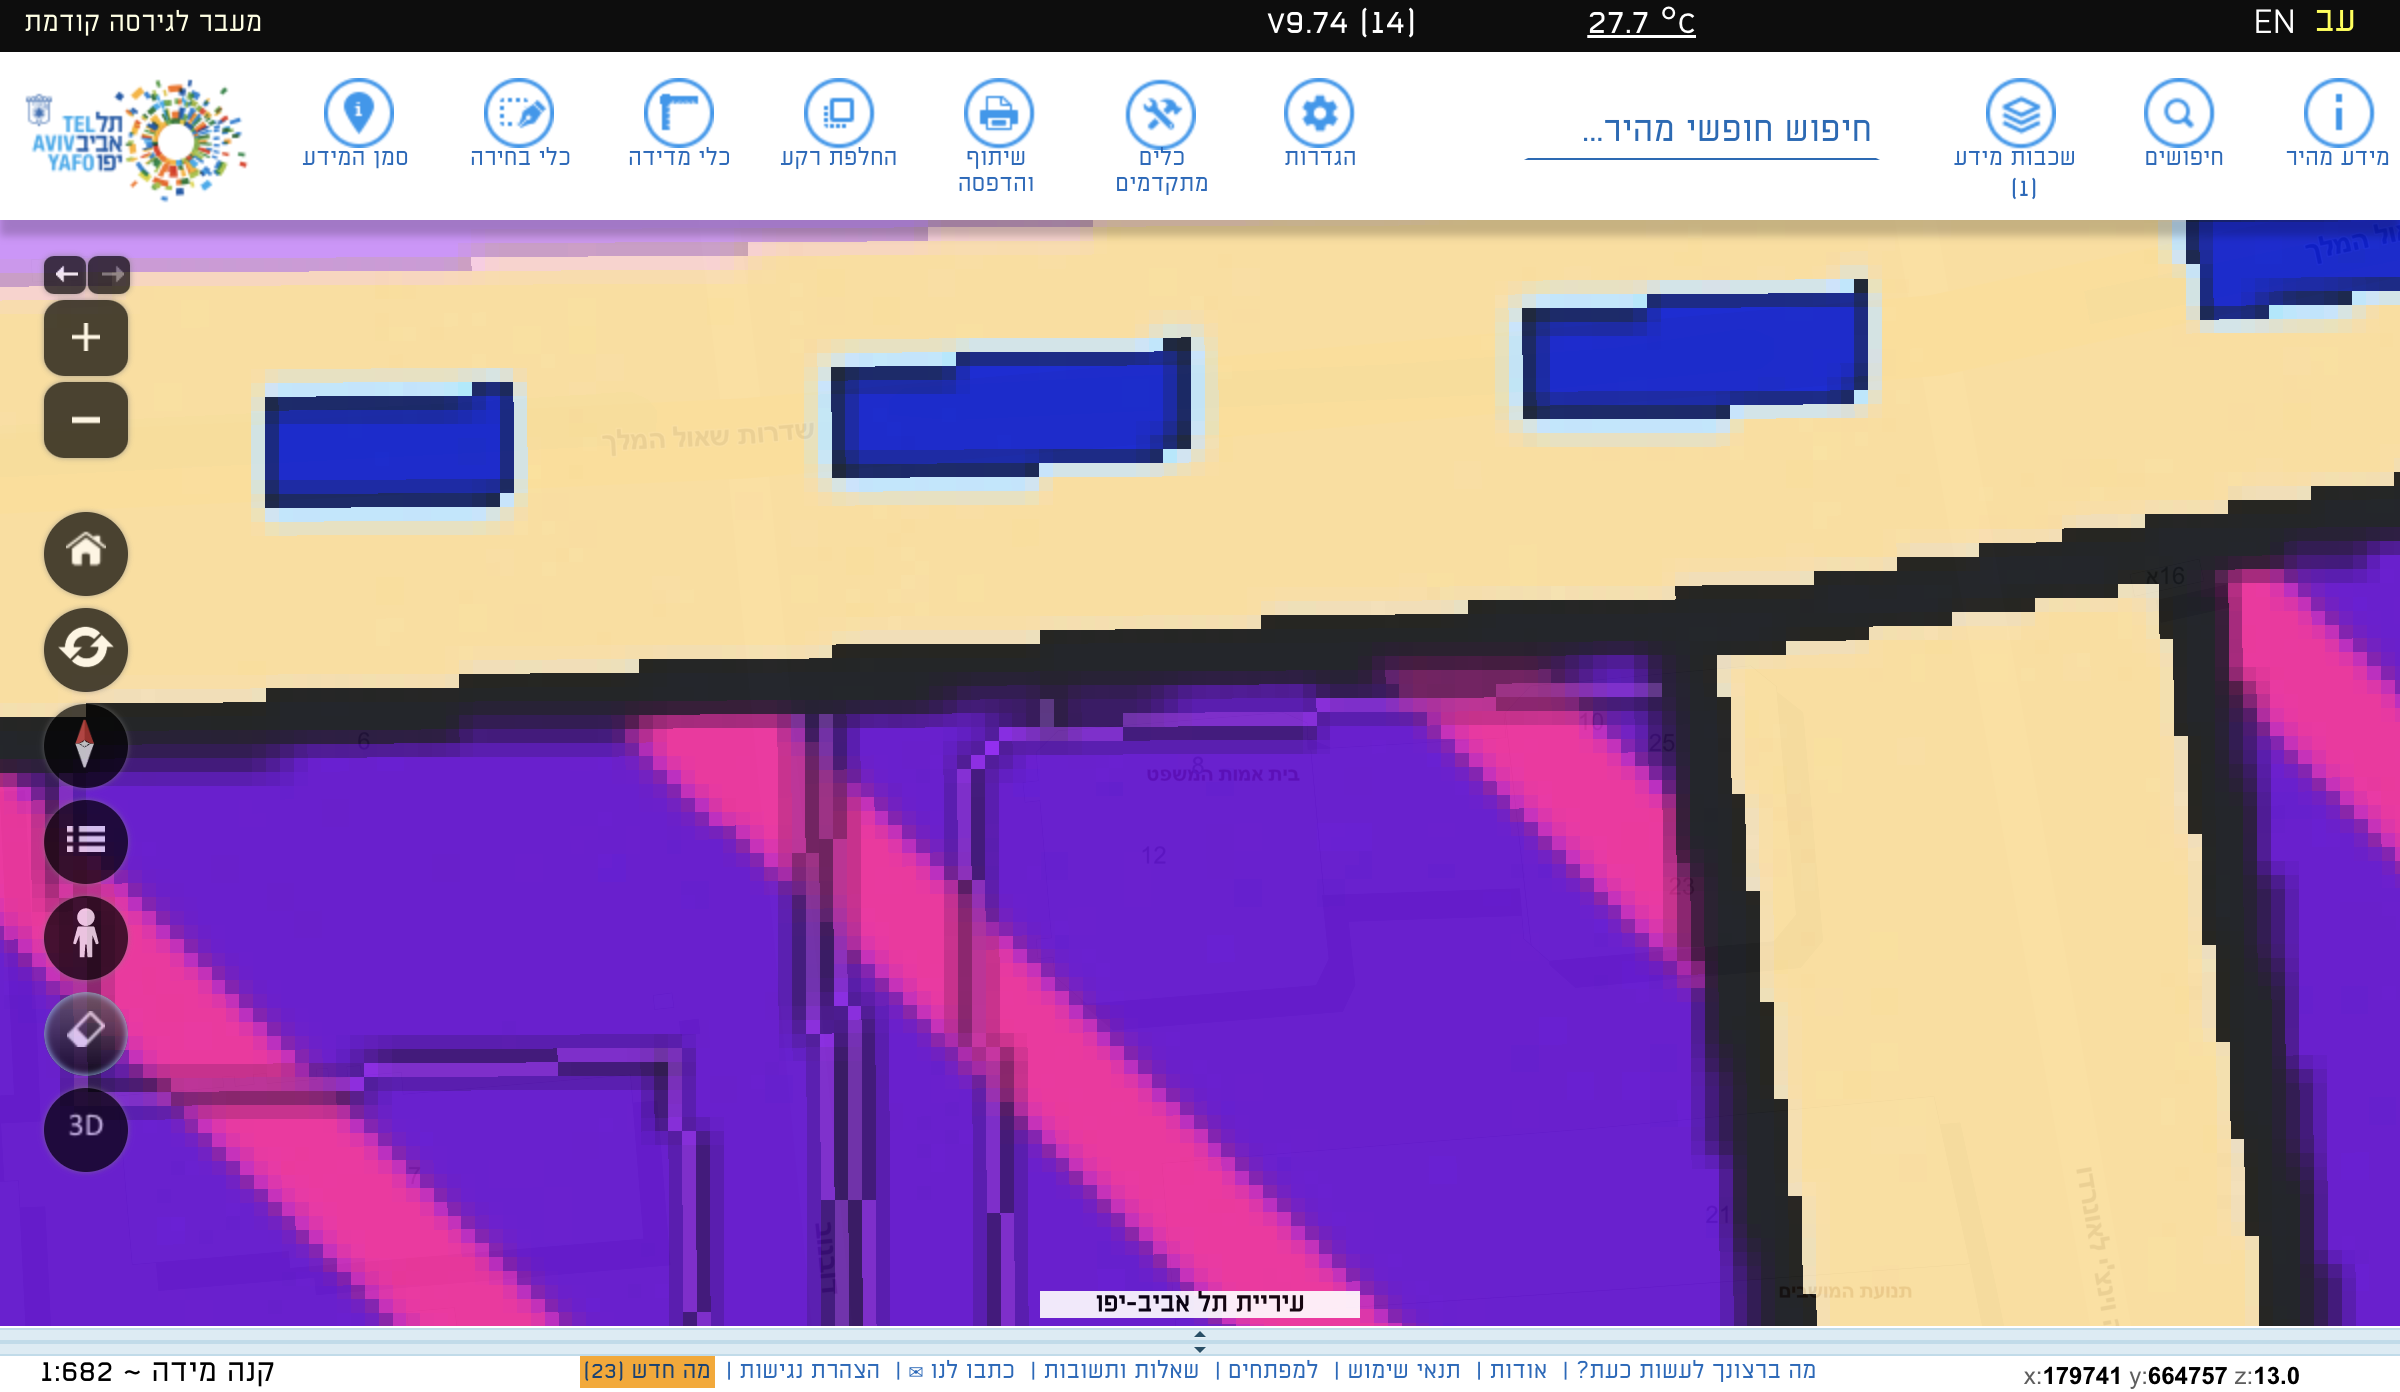 מעבר לגירסה קודמת
V9.74 (14)
27.7 °C
EN עב
תל TEL
אביב AVIV
יפו YAFO
סמן המידע
כלי בחירה
כלי מדידה
החלפת רקע
שיתוף
והדפסה
כלים
מתקדמים
הגדרות
חיפוש חופשי מהיר...
שכבות מידע
(1)
חיפושים
מידע מהיר
שדרות שאול המלך
המלך
16א
6
10
25
8
בית אמות המשפט
12
23
7
21
תנועת המושבים
3D
עיריית תל אביב-יפו
קנה מידה ~ 1:682
מה ברצונך לעשות כעת? | אודות | תנאי שימוש | למפתחים | שאלות ותשובות | כתבו לנו ✉ | הצהרת נגישות | מה חדש (23)
x:179741 y:664757 z:13.0